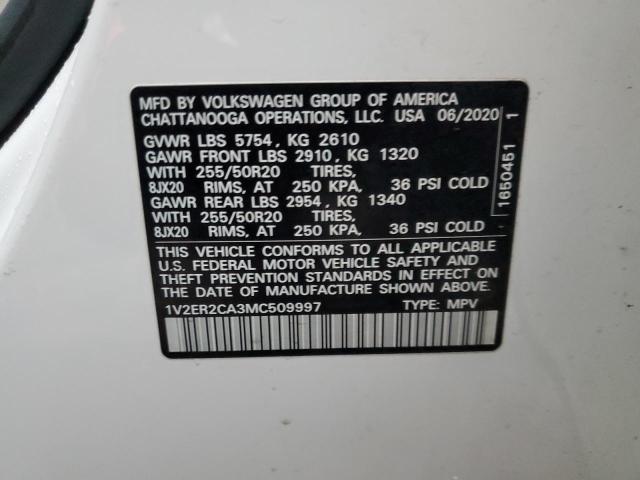 MFD BY VOLKSWAGEN GROUP OF AMERICA
CHATTANOOGA OPERATIONS, LLC. USA 06/2020
GVWR LBS 5754, KG 2610
GAWR FRONT LBS 2910, KG 1320
WITH 255/50R20 TIRES,
8JX20 RIMS, AT 250 KPA, 36 PSI COLD
GAWR REAR LBS 2954, KG 1340
WITH 255/50R20 TIRES,
8JX20 RIMS, AT 250 KPA, 36 PSI COLD
THIS VEHICLE CONFORMS TO ALL APPLICABLE
U.S. FEDERAL MOTOR VEHICLE SAFETY AND
THEFT PREVENTION STANDARDS IN EFFECT ON
THE DATE OF MANUFACTURE SHOWN ABOVE.
1V2ER2CA3MC509997 TYPE: MPV
1650451 1